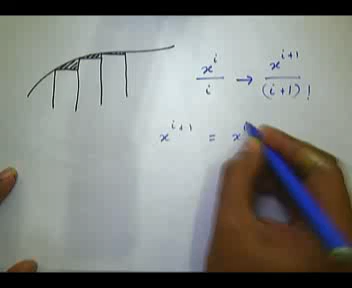 x^i / i → x^{i+1} / (i+1)!
x^{i+1} = x^i